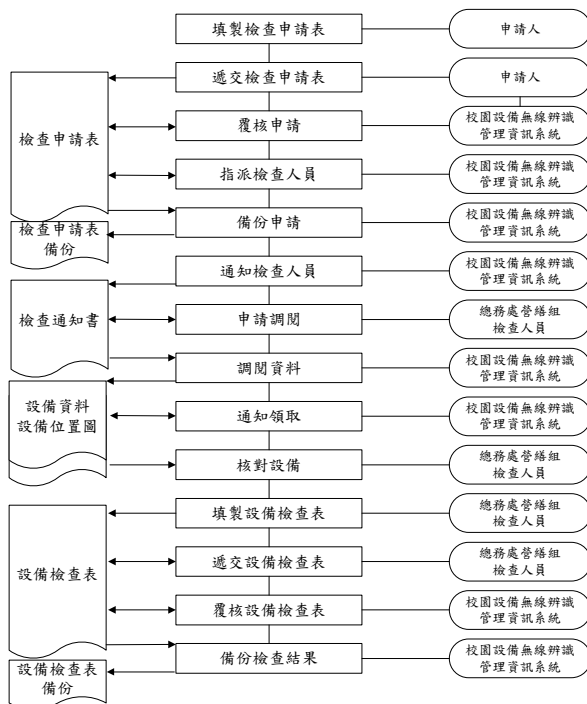 填製檢查申請表
申請人
遞交檢查申請表
申請人
檢查申請表
覆核申請
校園設備無線辨識
管理資訊系統
指派檢查人員
校園設備無線辨識
管理資訊系統
檢查申請表
備份
備份申請
校園設備無線辨識
管理資訊系統
通知檢查人員
校園設備無線辨識
管理資訊系統
檢查通知書
申請調閱
總務處營繕組
檢查人員
調閱資料
校園設備無線辨識
管理資訊系統
設備資料
設備位置圖
通知領取
校園設備無線辨識
管理資訊系統
核對設備
總務處營繕組
檢查人員
填製設備檢查表
總務處營繕組
檢查人員
設備檢查表
遞交設備檢查表
總務處營繕組
檢查人員
覆核設備檢查表
校園設備無線辨識
管理資訊系統
備份檢查結果
校園設備無線辨識
管理資訊系統
設備檢查表
備份